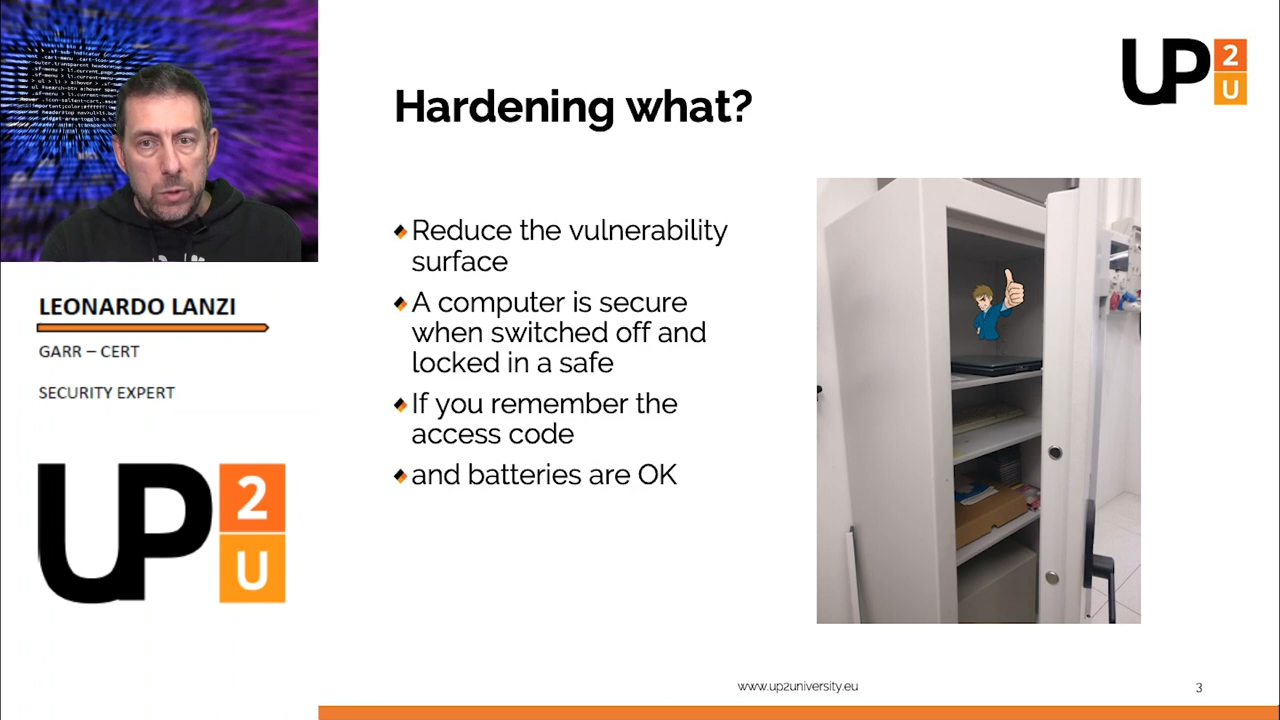 UP
2
U
Hardening what?
Reduce the vulnerability
surface
A computer is secure
when switched off and
locked in a safe
If you remember the
access code
and batteries are OK
LEONARDO LANZI
GARR – CERT
SECURITY EXPERT
UP
2
U
www.up2university.eu
3